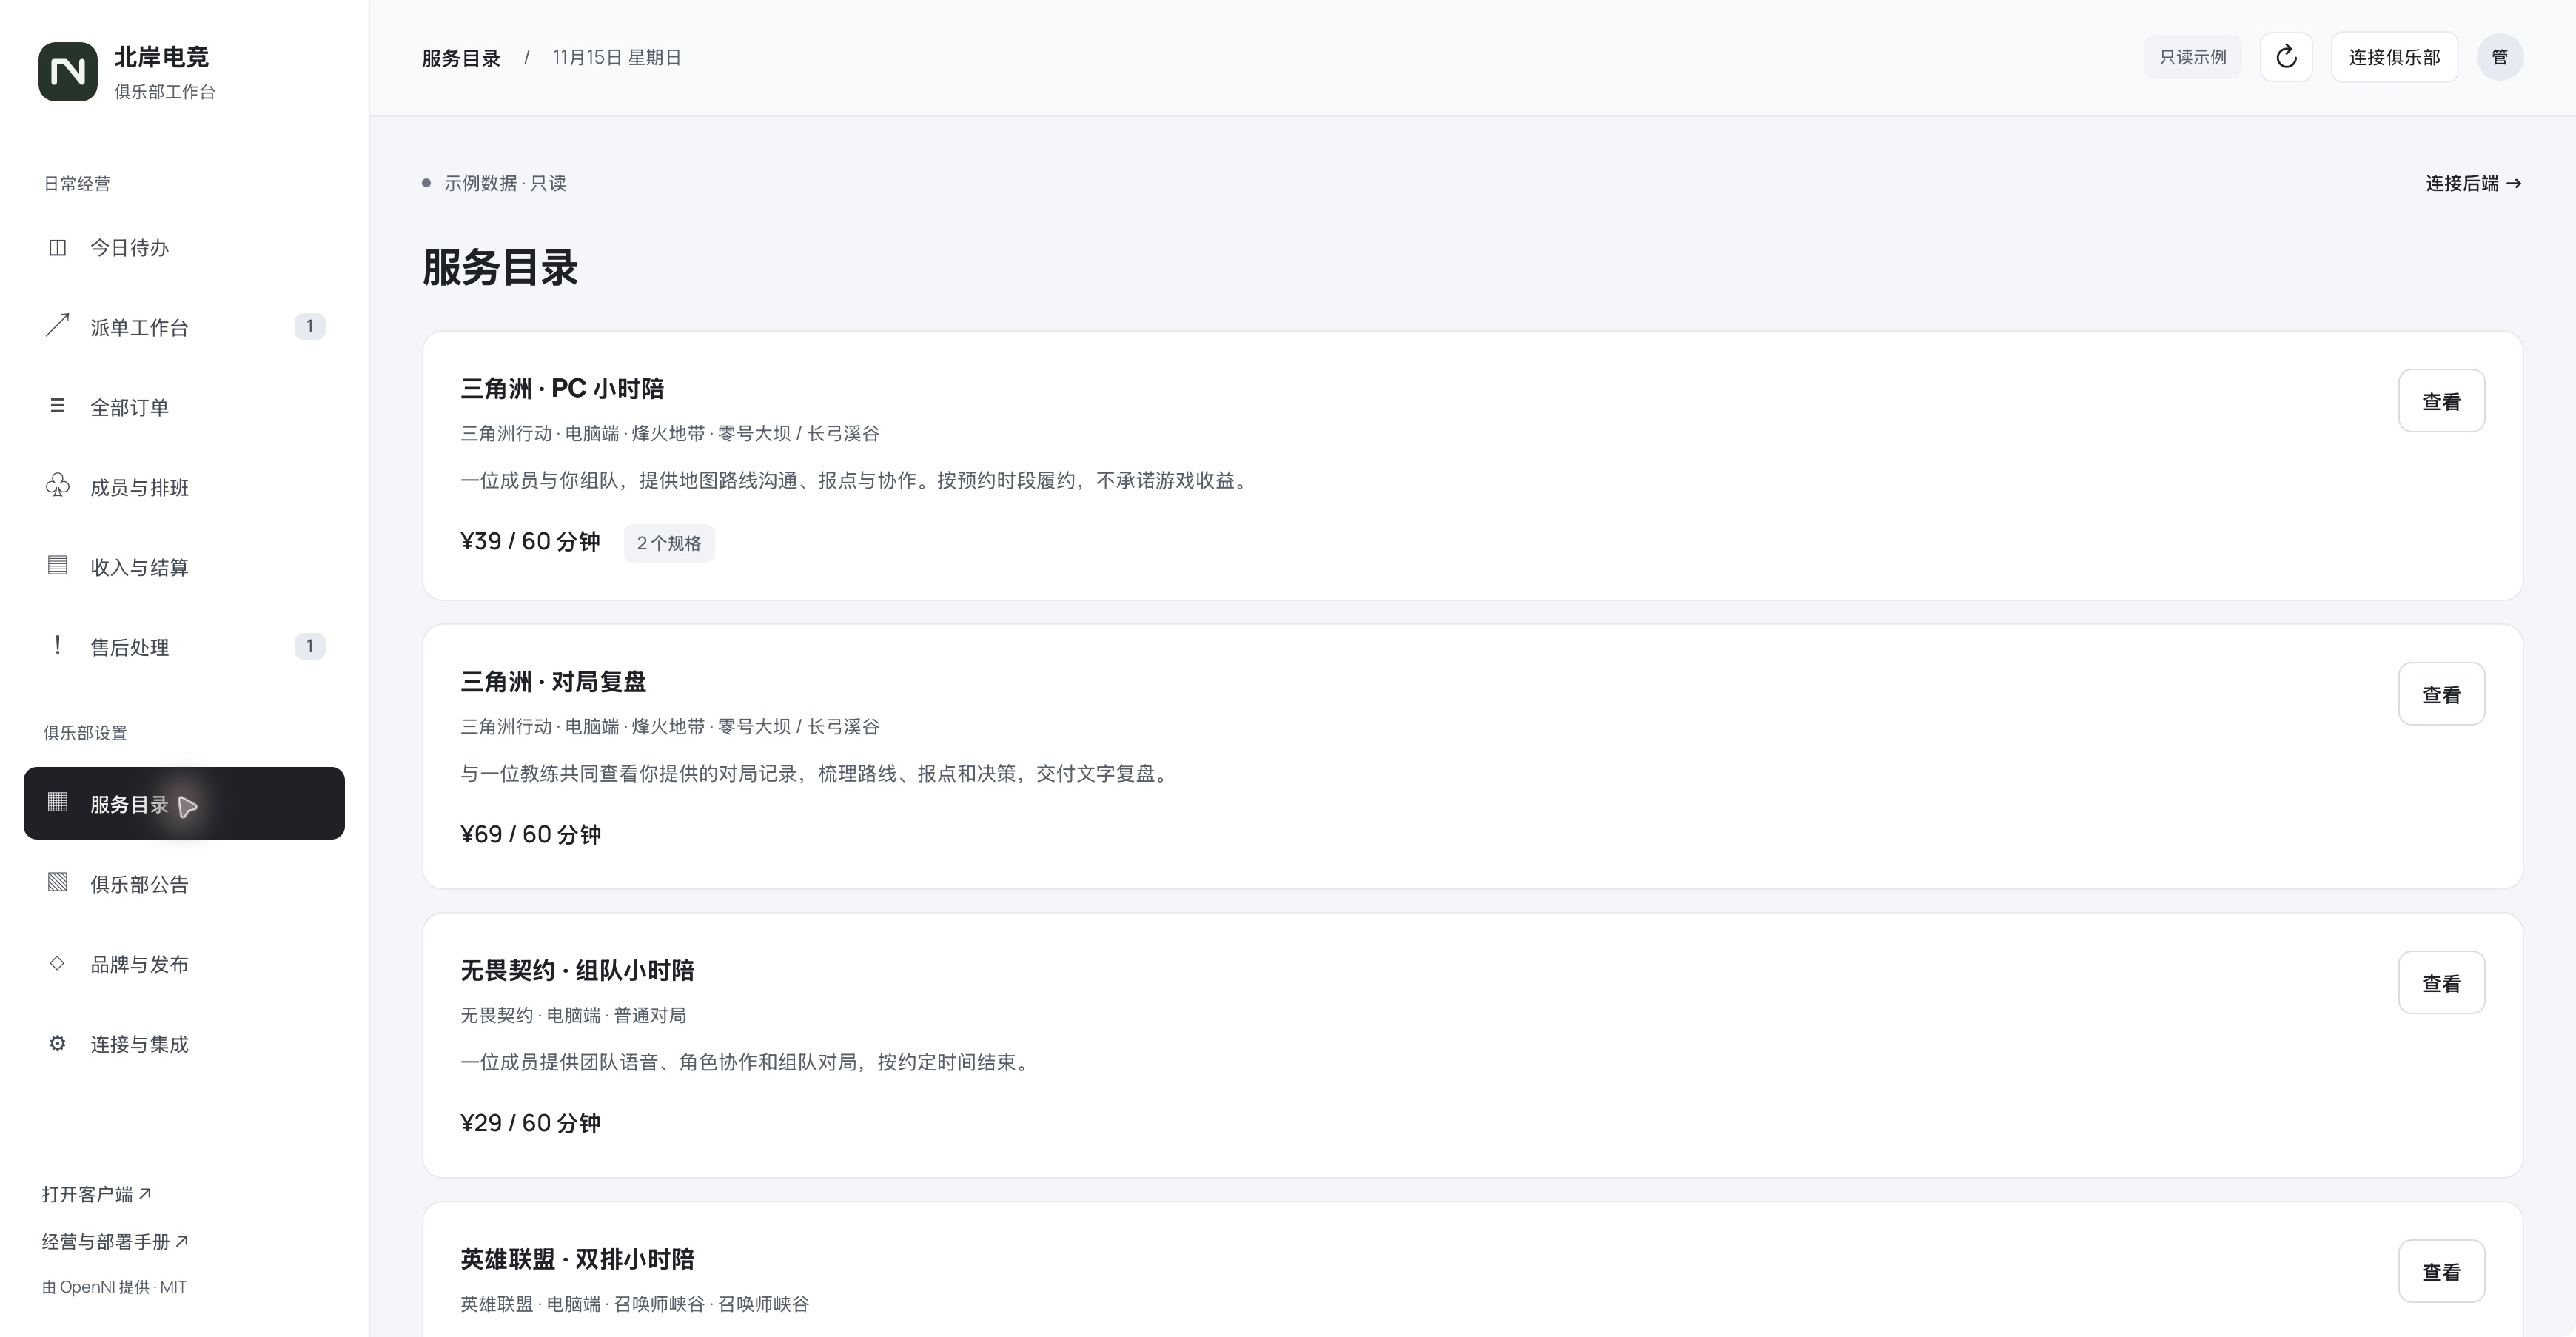 北岸电竞
俱乐部工作台
日常经营
今日待办
派单工作台 1
全部订单
成员与排班
收入与结算
售后处理 1
俱乐部设置
服务目录
俱乐部公告
品牌与发布
连接与集成
打开客户端 ↗
经营与部署手册 ↗
由 OpenNI 提供 · MIT
服务目录 / 11月15日 星期日
只读示例
连接俱乐部
管
示例数据 · 只读
连接后端 →
服务目录
三角洲 · PC 小时陪
三角洲行动 · 电脑端 · 烽火地带 · 零号大坝 / 长弓溪谷
一位成员与你组队，提供地图路线沟通、报点与协作。按预约时段履约，不承诺游戏收益。
¥39 / 60 分钟 2 个规格
查看
三角洲 · 对局复盘
三角洲行动 · 电脑端 · 烽火地带 · 零号大坝 / 长弓溪谷
与一位教练共同查看你提供的对局记录，梳理路线、报点和决策，交付文字复盘。
¥69 / 60 分钟
查看
无畏契约 · 组队小时陪
无畏契约 · 电脑端 · 普通对局
一位成员提供团队语音、角色协作和组队对局，按约定时间结束。
¥29 / 60 分钟
查看
英雄联盟 · 双排小时陪
英雄联盟 · 电脑端 · 召唤师峡谷 · 召唤师峡谷
查看